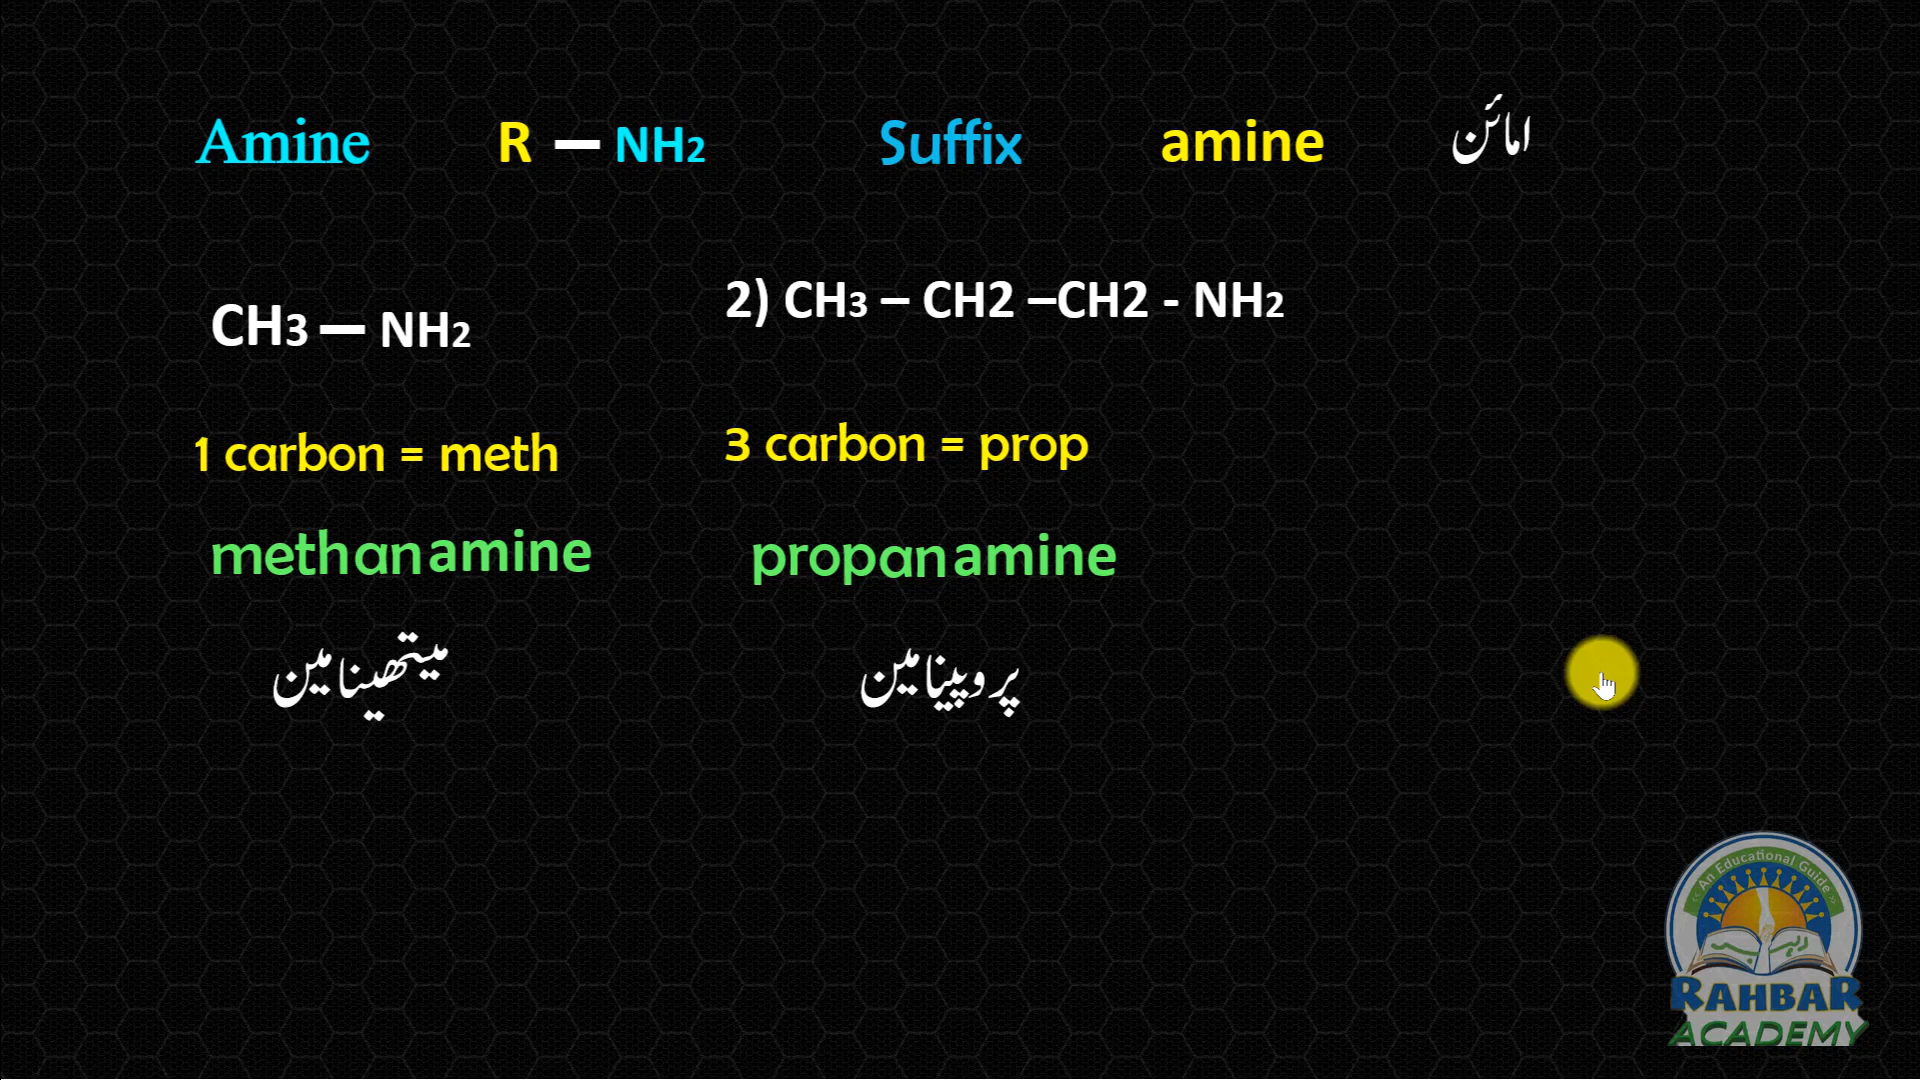 Amine R — NH2 Suffix amine امائن
CH3 — NH2
2) CH3 – CH2 –CH2 - NH2
1 carbon = meth
3 carbon = prop
methanamine
propanamine
میتھینامین
پروپینامین
An Educational Guide
رہبر
RAHBAR
ACADEMY